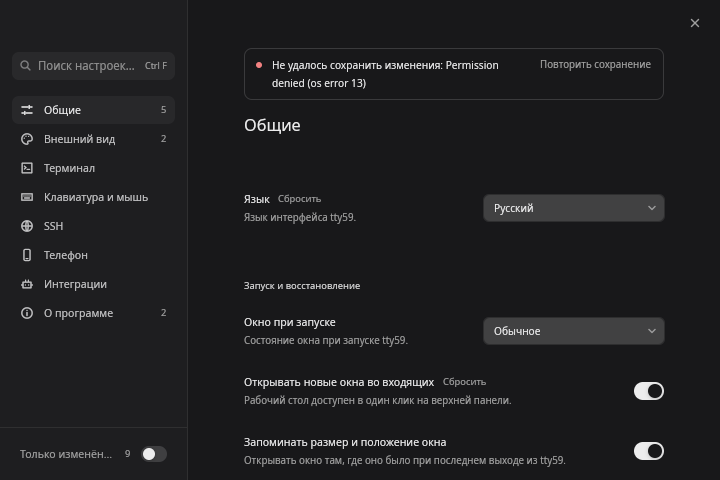 Поиск настроек... Ctrl F
Общие 5
Внешний вид 2
Терминал
Клавиатура и мышь
SSH
Телефон
Интеграции
О программе 2
Только изменён... 9
Не удалось сохранить изменения: Permission
denied (os error 13)
Повторить сохранение
Общие
Язык Сбросить
Язык интерфейса tty59.
Русский
Запуск и восстановление
Окно при запуске
Состояние окна при запуске tty59.
Обычное
Открывать новые окна во входящих Сбросить
Рабочий стол доступен в один клик на верхней панели.
Запоминать размер и положение окна
Открывать окно там, где оно было при последнем выходе из tty59.